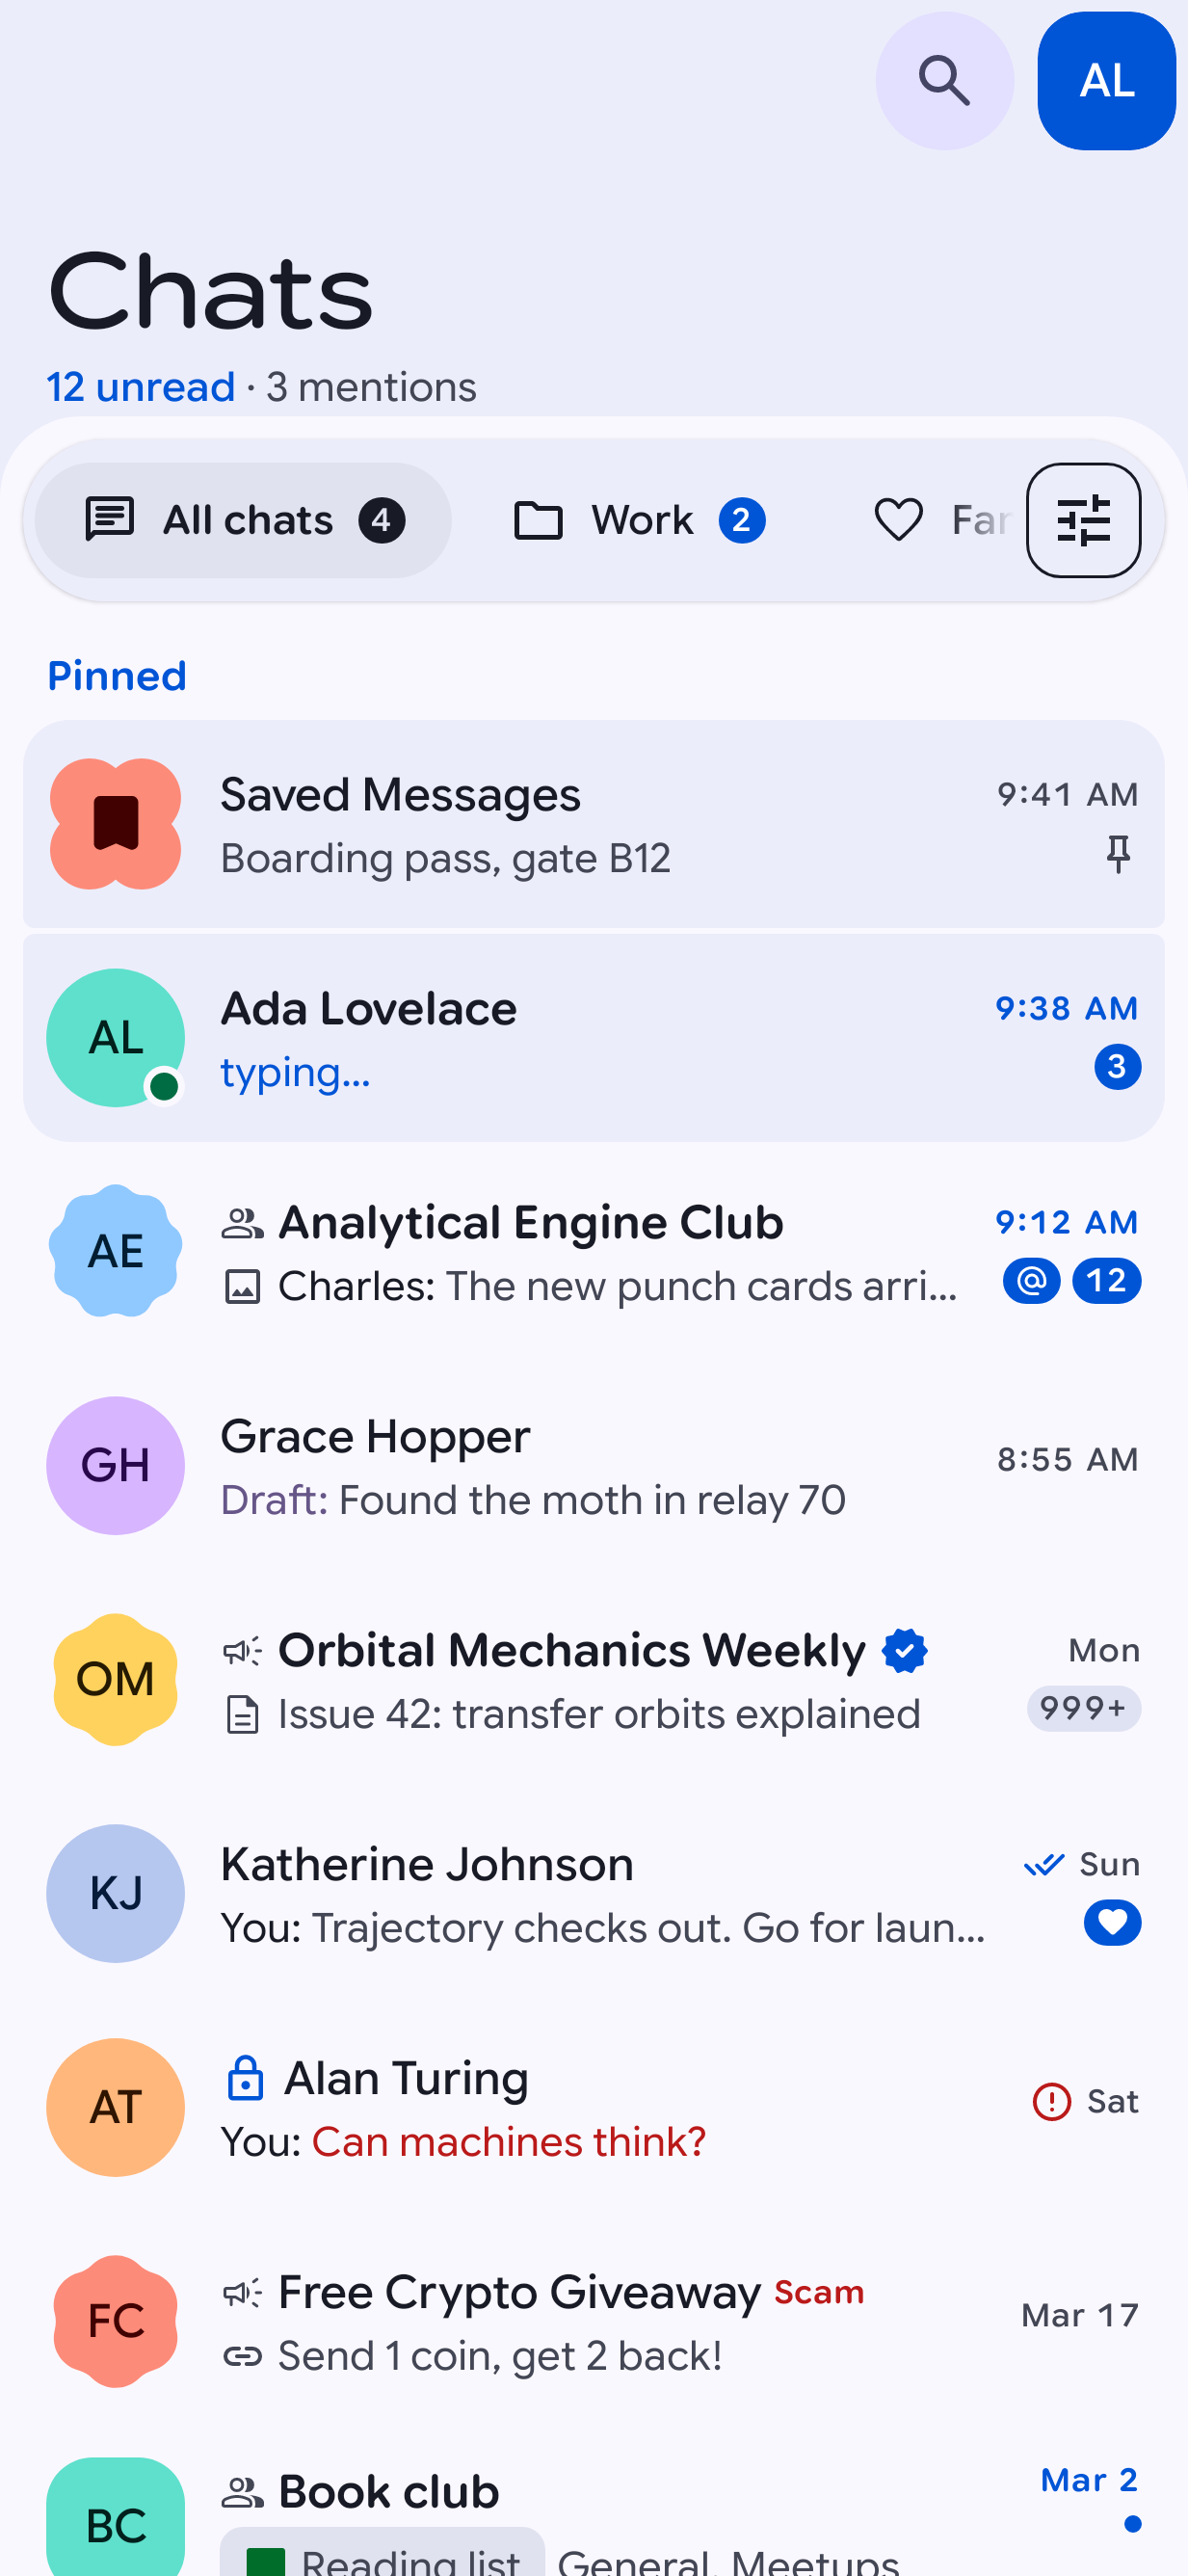 AL
Chats
12 unread · 3 mentions
All chats 4 Work 2
Pinned
Saved Messages 9:41 AM
Boarding pass, gate B12
AL Ada Lovelace 9:38 AM
typing... 3
AE Analytical Engine Club 9:12 AM
Charles: The new punch cards arri... @ 12
GH Grace Hopper 8:55 AM
Draft: Found the moth in relay 70
OM Orbital Mechanics Weekly Mon
Issue 42: transfer orbits explained 999+
KJ Katherine Johnson Sun
You: Trajectory checks out. Go for laun...
AT Alan Turing Sat
You: Can machines think?
FC Free Crypto Giveaway Scam Mar 17
Send 1 coin, get 2 back!
BC Book club Mar 2
Reading list General, Meetups